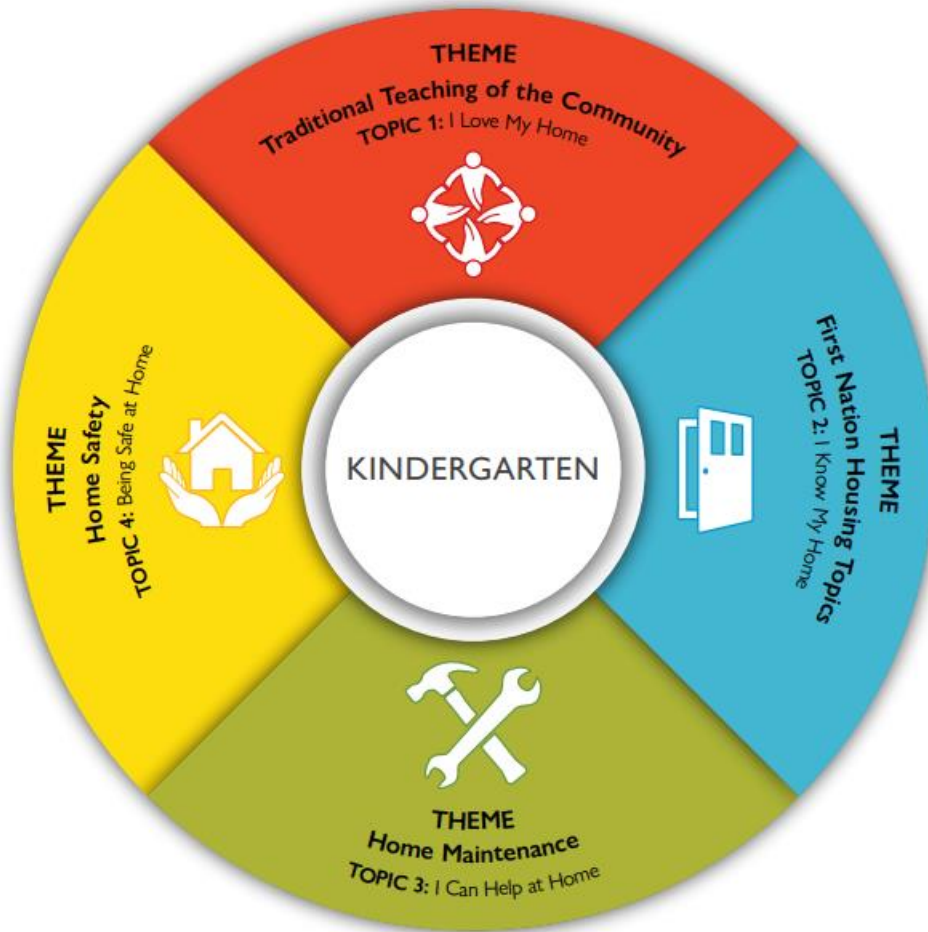 THEME
Traditional Teaching of the Community
TOPIC 1: I Love My Home
THEME
First Nation Housing Topics
TOPIC 2: I Know My Home
THEME
Home Maintenance
TOPIC 3: I Can Help at Home
THEME
Home Safety
TOPIC 4: Being Safe at Home
KINDERGARTEN